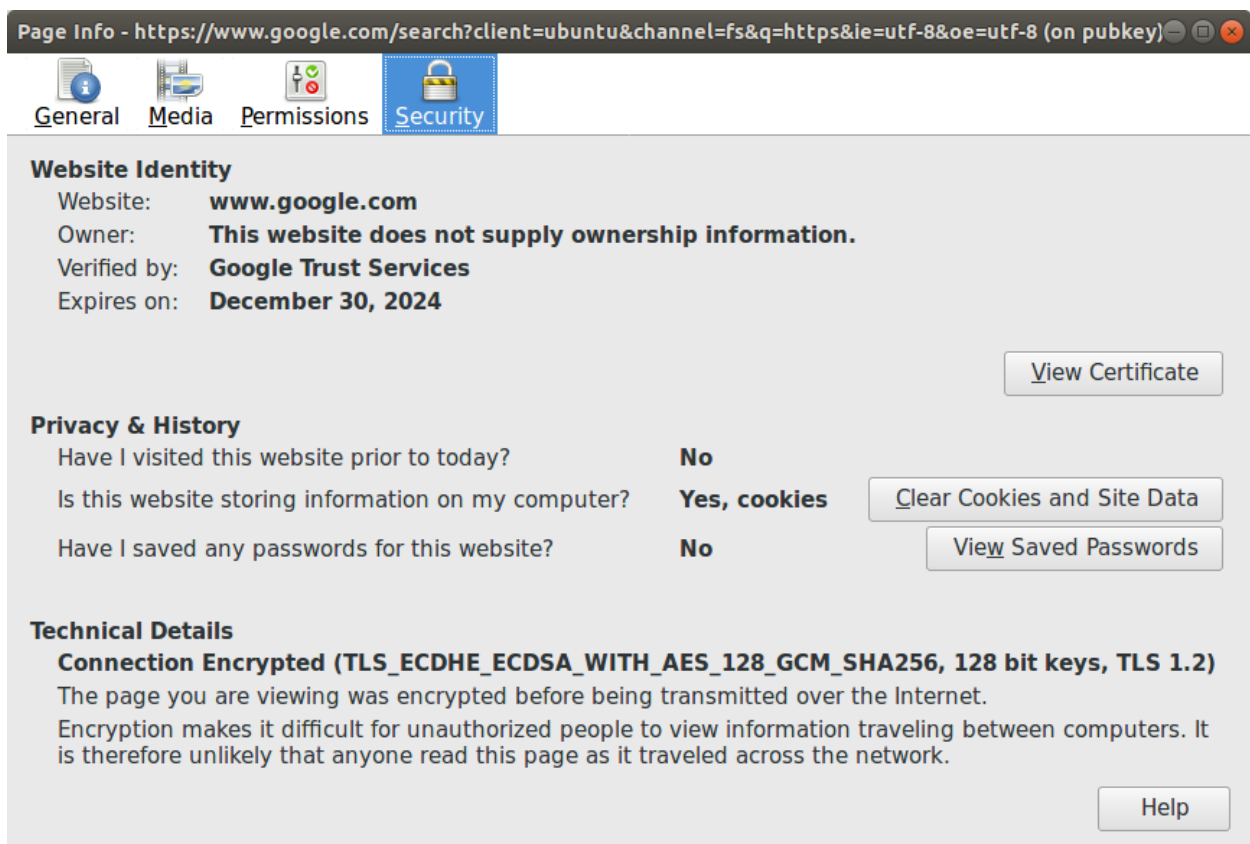 Page Info - https://www.google.com/search?client=ubuntu&channel=fs&q=https&ie=utf-8&oe=utf-8 (on pubkey)
General Media Permissions Security
Website Identity
Website: www.google.com
Owner: This website does not supply ownership information.
Verified by: Google Trust Services
Expires on: December 30, 2024
View Certificate
Privacy & History
Have I visited this website prior to today? No
Is this website storing information on my computer? Yes, cookies Clear Cookies and Site Data
Have I saved any passwords for this website? No View Saved Passwords
Technical Details
Connection Encrypted (TLS_ECDHE_ECDSA_WITH_AES_128_GCM_SHA256, 128 bit keys, TLS 1.2)
The page you are viewing was encrypted before being transmitted over the Internet.
Encryption makes it difficult for unauthorized people to view information traveling between computers. It
is therefore unlikely that anyone read this page as it traveled across the network.
Help